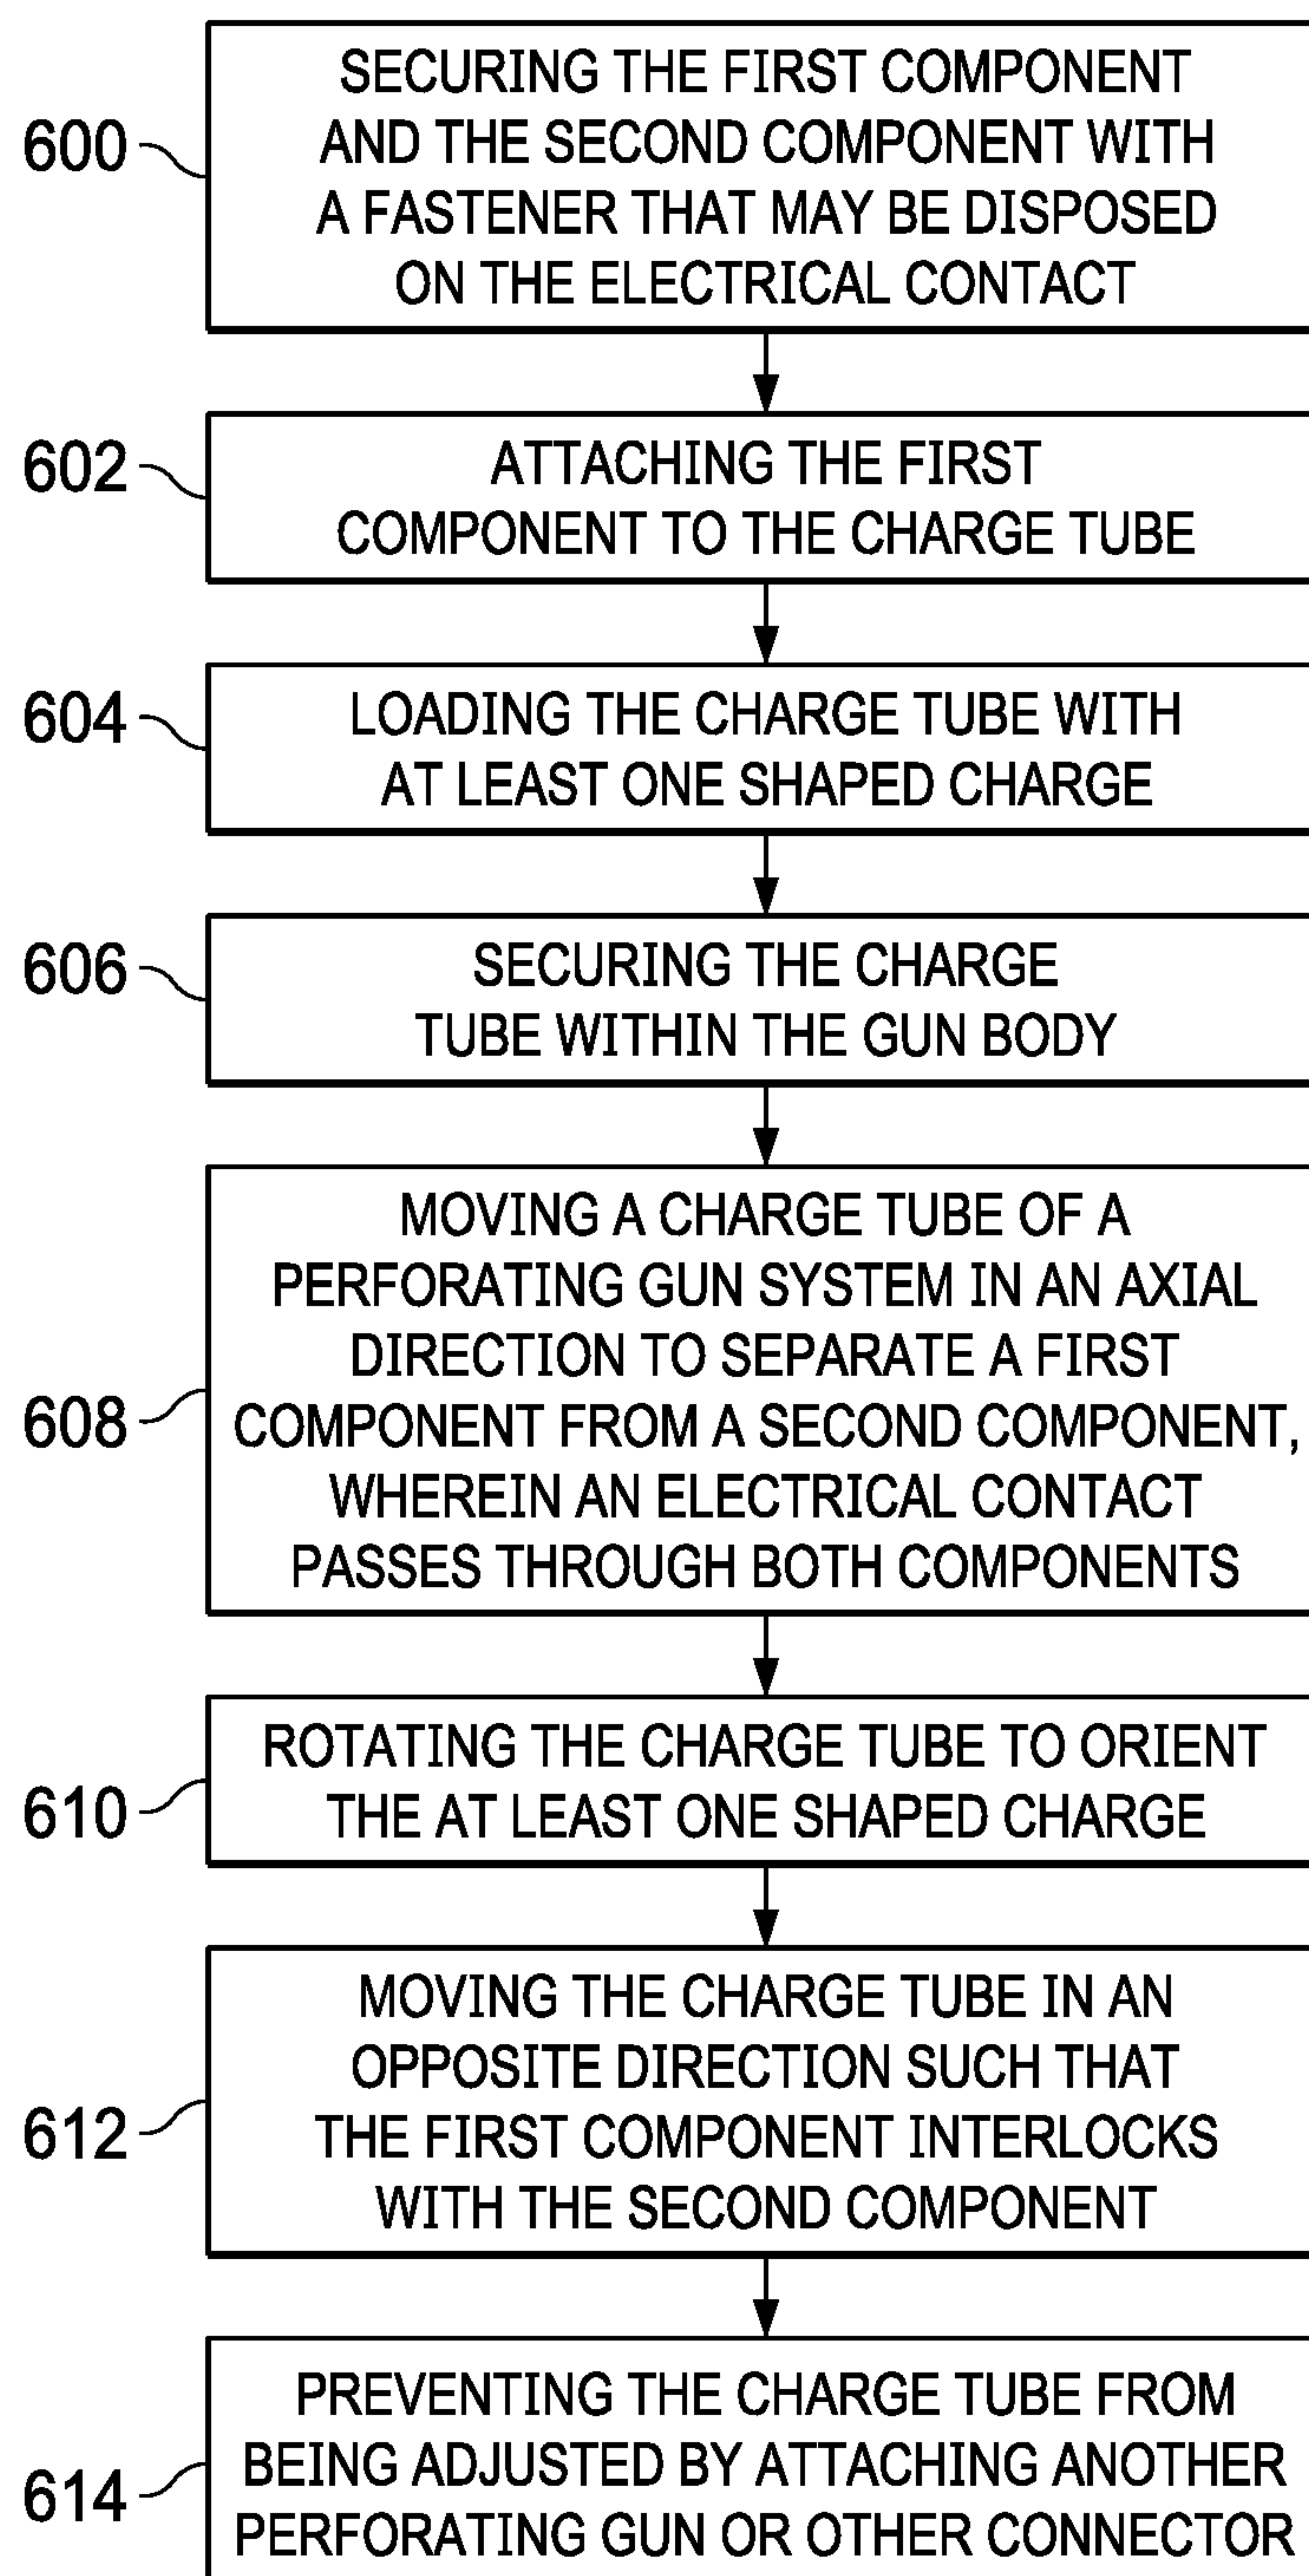 600
SECURING THE FIRST COMPONENT
AND THE SECOND COMPONENT WITH
A FASTENER THAT MAY BE DISPOSED
ON THE ELECTRICAL CONTACT
602
ATTACHING THE FIRST
COMPONENT TO THE CHARGE TUBE
604
LOADING THE CHARGE TUBE WITH
AT LEAST ONE SHAPED CHARGE
606
SECURING THE CHARGE
TUBE WITHIN THE GUN BODY
608
MOVING A CHARGE TUBE OF A
PERFORATING GUN SYSTEM IN AN AXIAL
DIRECTION TO SEPARATE A FIRST
COMPONENT FROM A SECOND COMPONENT,
WHEREIN AN ELECTRICAL CONTACT
PASSES THROUGH BOTH COMPONENTS
610
ROTATING THE CHARGE TUBE TO ORIENT
THE AT LEAST ONE SHAPED CHARGE
612
MOVING THE CHARGE TUBE IN AN
OPPOSITE DIRECTION SUCH THAT
THE FIRST COMPONENT INTERLOCKS
WITH THE SECOND COMPONENT
614
PREVENTING THE CHARGE TUBE FROM
BEING ADJUSTED BY ATTACHING ANOTHER
PERFORATING GUN OR OTHER CONNECTOR